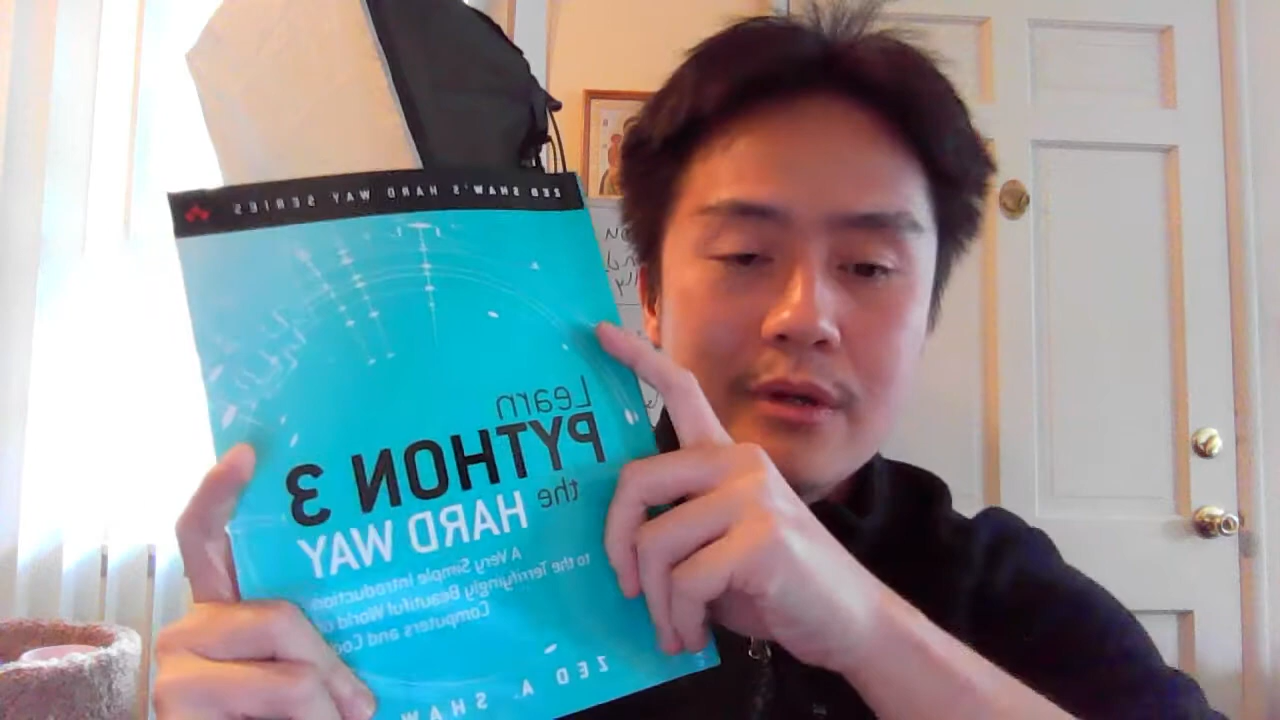 ZED SHAW'S HARD WAY SERIES
Learn
PYTHON 3
the
HARD WAY
A Very Simple Introduction
to the Terrifyingly Beautiful World of
Computers and
ZED A. SHAW